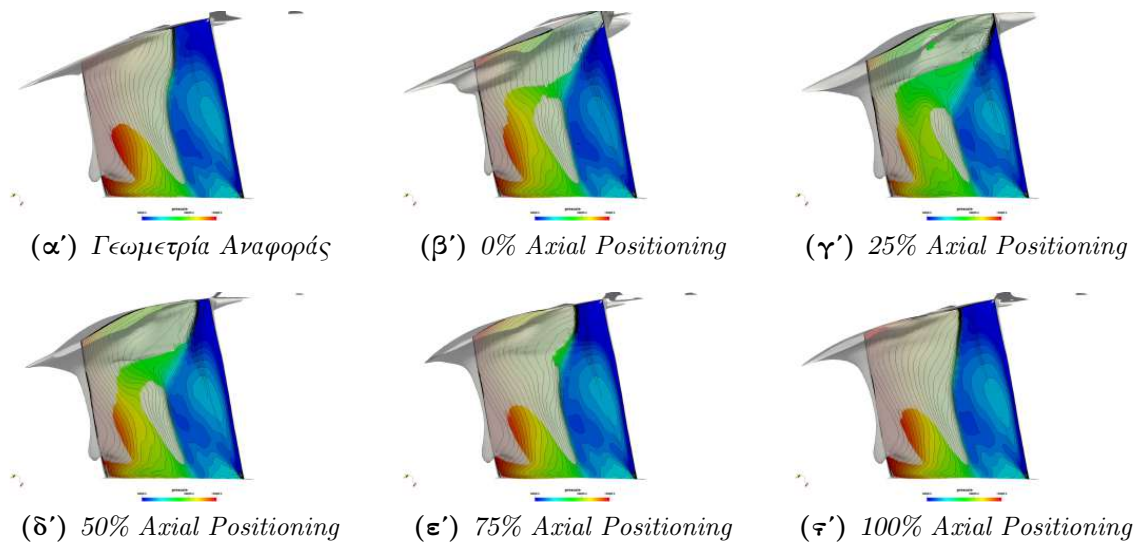 (α΄) Γεωμετρία Αναφοράς
(β΄) 0% Axial Positioning
(γ΄) 25% Axial Positioning
(δ΄) 50% Axial Positioning
(ε΄) 75% Axial Positioning
(ϛ΄) 100% Axial Positioning